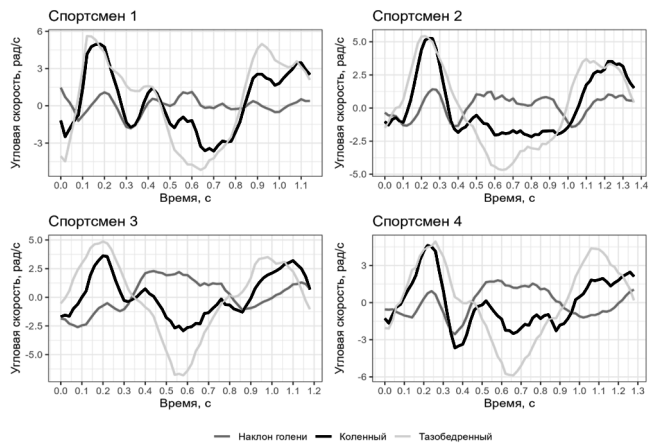 Спортсмен 1
Угловая скорость, рад/с
6
3
0
-3
0.0 0.1 0.2 0.3 0.4 0.5 0.6 0.7 0.8 0.9 1.0 1.1
Время, с
Спортсмен 2
Угловая скорость, рад/с
5.0
2.5
0.0
-2.5
-5.0
0.0 0.1 0.2 0.3 0.4 0.5 0.6 0.7 0.8 0.9 1.0 1.1 1.2 1.3 1.4
Время, с
Спортсмен 3
Угловая скорость, рад/с
5.0
2.5
0.0
-2.5
-5.0
0.0 0.1 0.2 0.3 0.4 0.5 0.6 0.7 0.8 0.9 1.0 1.1 1.2
Время, с
Спортсмен 4
Угловая скорость, рад/с
3
0
-3
-6
0.0 0.1 0.2 0.3 0.4 0.5 0.6 0.7 0.8 0.9 1.0 1.1 1.2 1.3
Время, с
Наклон голени Коленный Тазобедренный